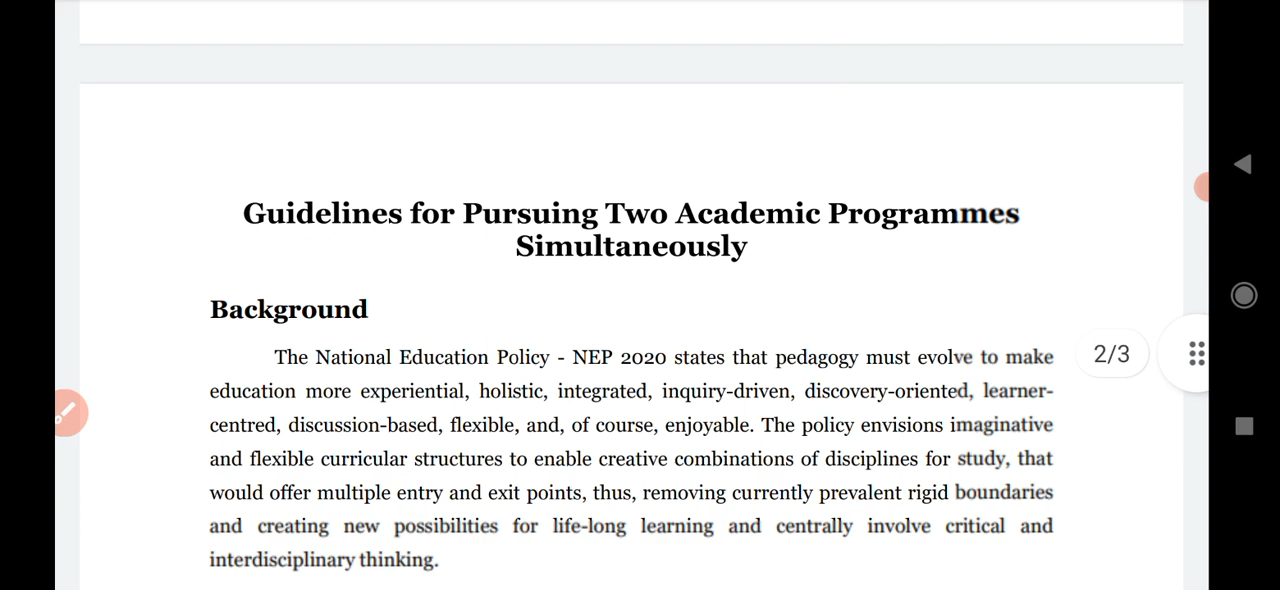 Guidelines for Pursuing Two Academic Programmes
Simultaneously
Background
The National Education Policy - NEP 2020 states that pedagogy must evolve to make
education more experiential, holistic, integrated, inquiry-driven, discovery-oriented, learner-
centred, discussion-based, flexible, and, of course, enjoyable. The policy envisions imaginative
and flexible curricular structures to enable creative combinations of disciplines for study, that
would offer multiple entry and exit points, thus, removing currently prevalent rigid boundaries
and creating new possibilities for life-long learning and centrally involve critical and
interdisciplinary thinking.
2/3